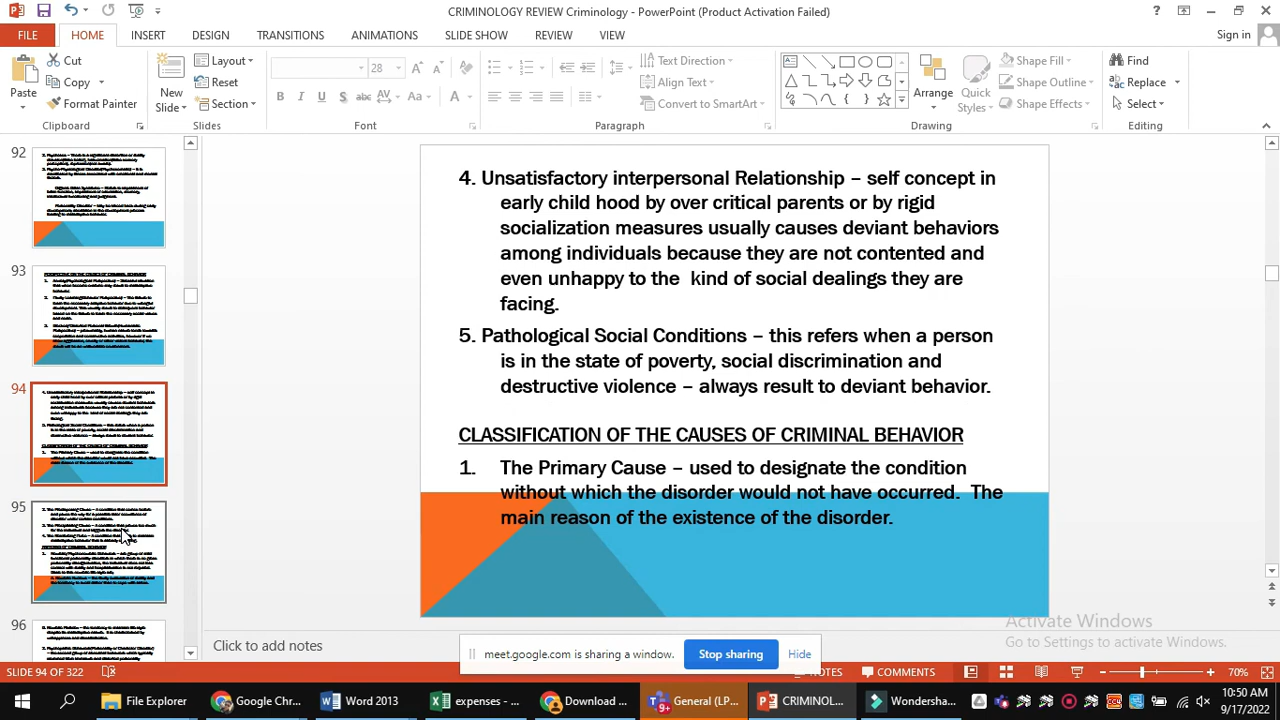 CRIMINOLOGY REVIEW Criminology - PowerPoint (Product Activation Failed)
FILE HOME INSERT DESIGN TRANSITIONS ANIMATIONS SLIDE SHOW REVIEW VIEW
Sign in
Cut
Copy
Format Painter
Paste
Clipboard
New
Slide
Layout
Reset
Section
Slides
28
B I U S abc AV Aa A
Font
Text Direction
Align Text
Convert to SmartArt
Paragraph
Arrange
Quick
Styles
Shape Fill
Shape Outline
Shape Effects
Drawing
Find
Replace
Select
Editing
92
93
94
95
96
4. Unsatisfactory interpersonal Relationship – self concept in
early child hood by over critical parents or by rigid
socialization measures usually causes deviant behaviors
among individuals because they are not contented and
even unhappy to the kind of social dealings they are
facing.
5. Pathological Social Conditions – this refers when a person
is in the state of poverty, social discrimination and
destructive violence – always result to deviant behavior.
CLASSIFICATION OF THE CAUSES OF CRIMINAL BEHAVIOR
1. The Primary Cause – used to designate the condition
without which the disorder would not have occurred. The
main reason of the existence of the disorder.
Activate Windows
Go to Settings to activate Windows.
Click to add notes
Stop sharing
Hide
is sharing a window.
SLIDE 94 OF 322
NOTES
COMMENTS
70%
File Explorer
Google Chro...
Word 2013
Expenses - ...
Download ...
General (LP...
CRIMINOL...
Wondersha...
10:50 AM
9/17/2022